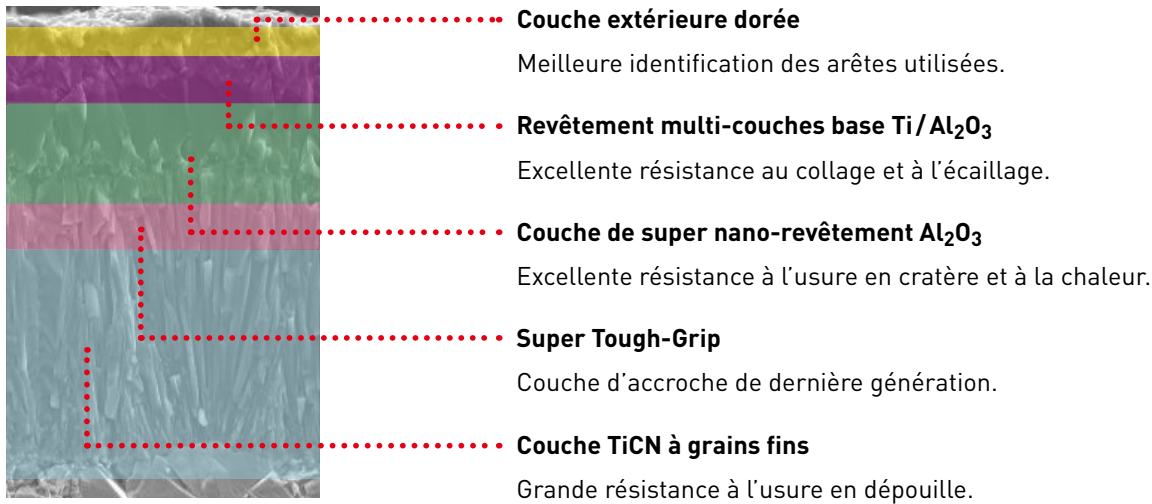 Couche extérieure dorée
Meilleure identification des arêtes utilisées.
Revêtement multi-couches base Ti/Al₂O₃
Excellente résistance au collage et à l’écaillage.
Couche de super nano-revêtement Al₂O₃
Excellente résistance à l’usure en cratère et à la chaleur.
Super Tough-Grip
Couche d’accroche de dernière génération.
Couche TiCN à grains fins
Grande résistance à l’usure en dépouille.